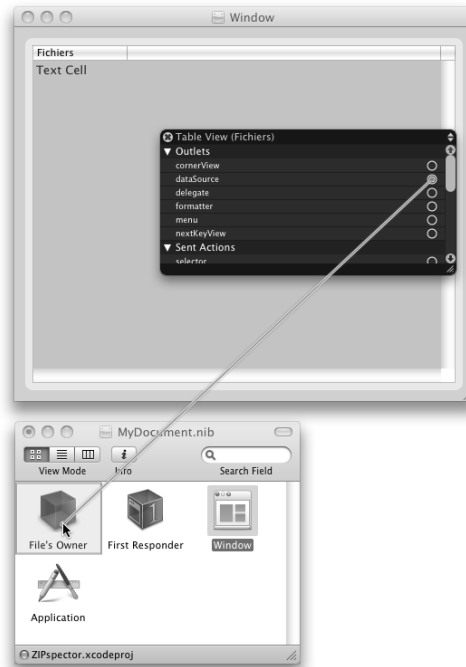 Window
Fichiers
Text Cell
Table View (Fichiers)
Outlets
cornerView
dataSource
delegate
formatter
menu
nextKeyView
Sent Actions
selector
MyDocument.nib
View Mode Info Search Field
File's Owner First Responder Window
Application
ZIPspector.xcodeproj